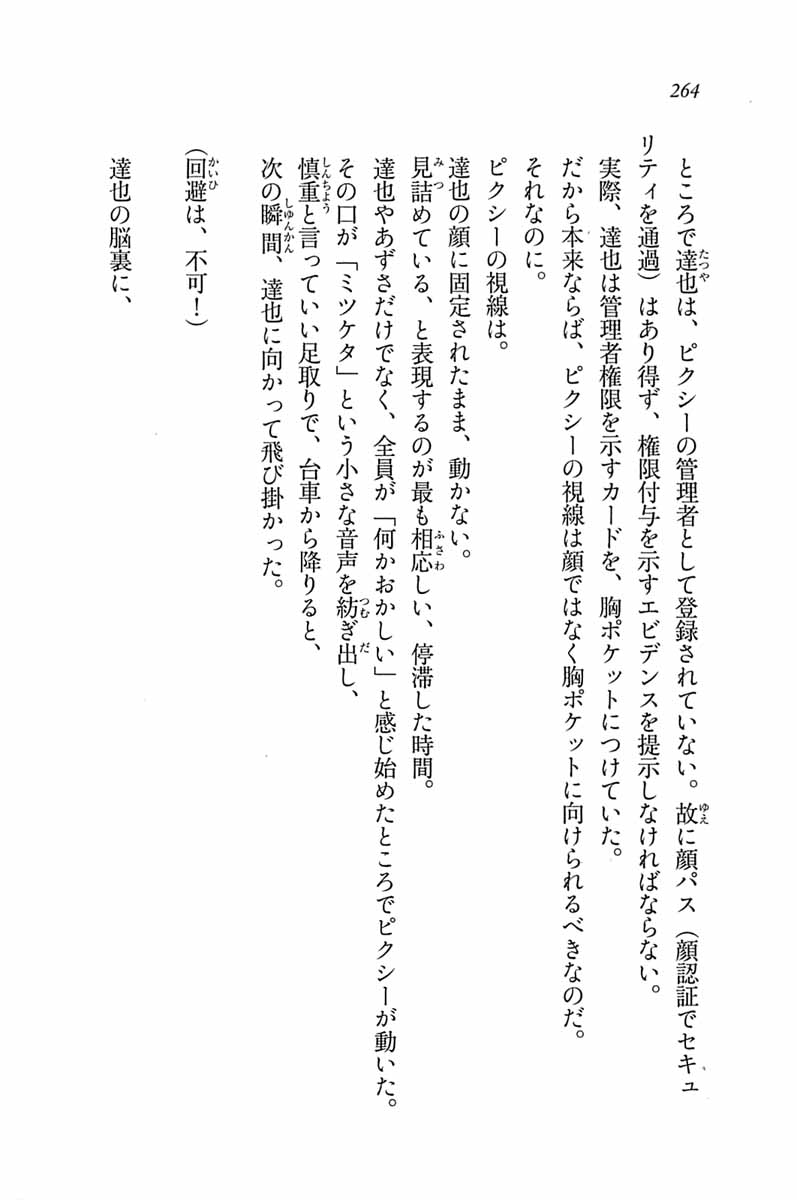 264
ところで達也は、ピクシーの管理者として登録されていない。故に顔パス（顔認証でセキュ
リティを通過）はあり得ず、権限付与を示すエビデンスを提示しなければならない。
実際、達也は管理者権限を示すカードを、胸ポケットにつけていた。
だから本来ならば、ピクシーの視線は顔ではなく胸ポケットに向けられるべきなのだ。
それなのに。
ピクシーの視線は。
達也の顔に固定されたまま、動かない。
見詰めている、と表現するのが最も相応しい、停滞した時間。
達也やあずさだけでなく、全員が「何かおかしい」と感じ始めたところでピクシーが動いた。
その口が「ミツケタ」という小さな音声を紡ぎ出し、
慎重と言っていい足取りで、台車から降りると、
次の瞬間、達也に向かって飛び掛かった。
（回避は、不可！）
達也の脳裏に、